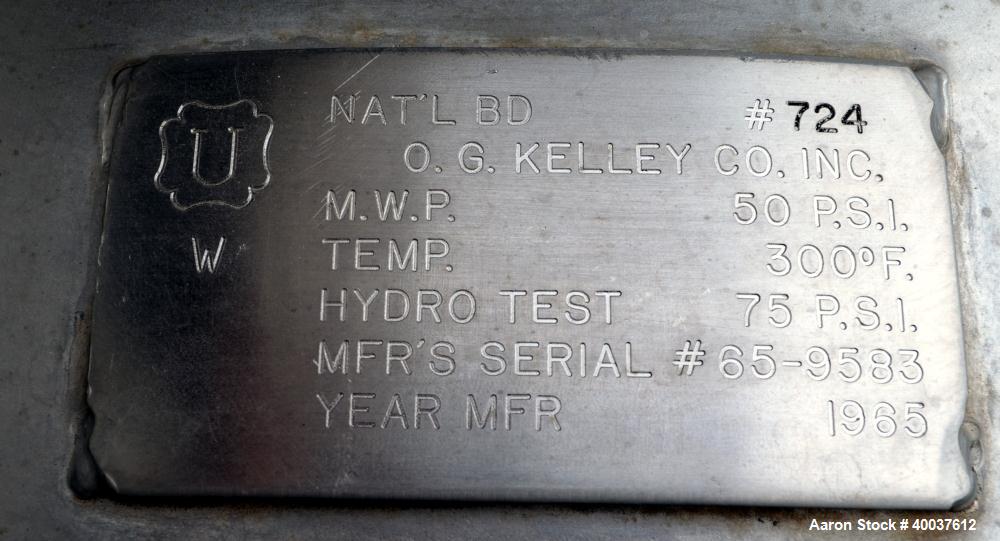 NAT'L BD # 724
U
O. G. KELLEY CO. INC.
M.W.P. 50 P.S.I.
W TEMP. 300°F.
HYDRO TEST 75 P.S.I.
MFR'S SERIAL # 65-9583
YEAR MFR 1965
Aaron Stock # 40037612